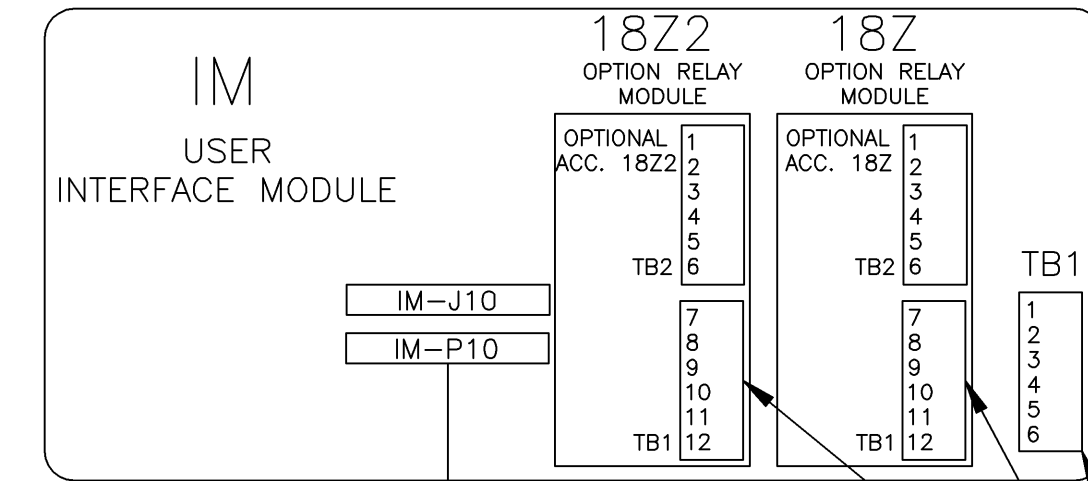 IM
USER
INTERFACE MODULE
IM-J10
IM-P10
18Z2
OPTION RELAY
MODULE
OPTIONAL
ACC. 18Z2
1
2
3
4
5
TB2 6
7
8
9
10
11
TB1 12
18Z
OPTION RELAY
MODULE
OPTIONAL
ACC. 18Z
1
2
3
4
5
TB2 6
7
8
9
10
11
TB1 12
TB1
1
2
3
4
5
6